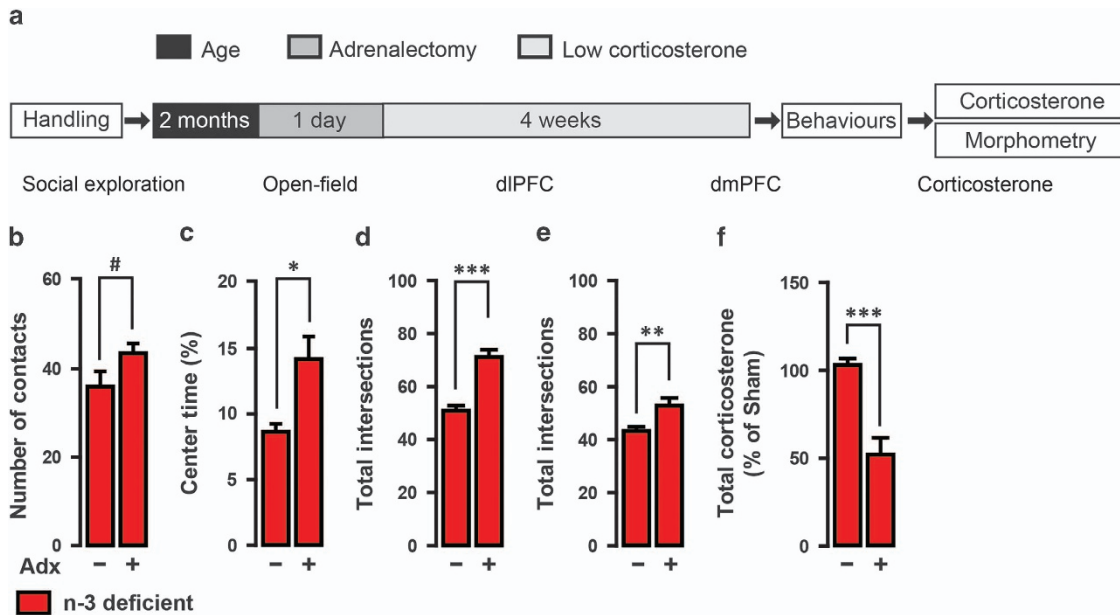 a
Age
Adrenalectomy
Low corticosterone
Handling
2 months
1 day
4 weeks
Behaviours
Corticosterone
Morphometry
Social exploration
Open-field
dlPFC
dmPFC
Corticosterone
b
Number of contacts
60
40
20
0
#
c
Center time (%)
20
15
10
5
0
*
d
Total intersections
100
80
60
40
20
0
***
e
Total intersections
100
80
60
40
20
0
**
f
Total corticosterone
(% of Sham)
150
100
50
0
***
Adx – + – + – + – + – +
n-3 deficient